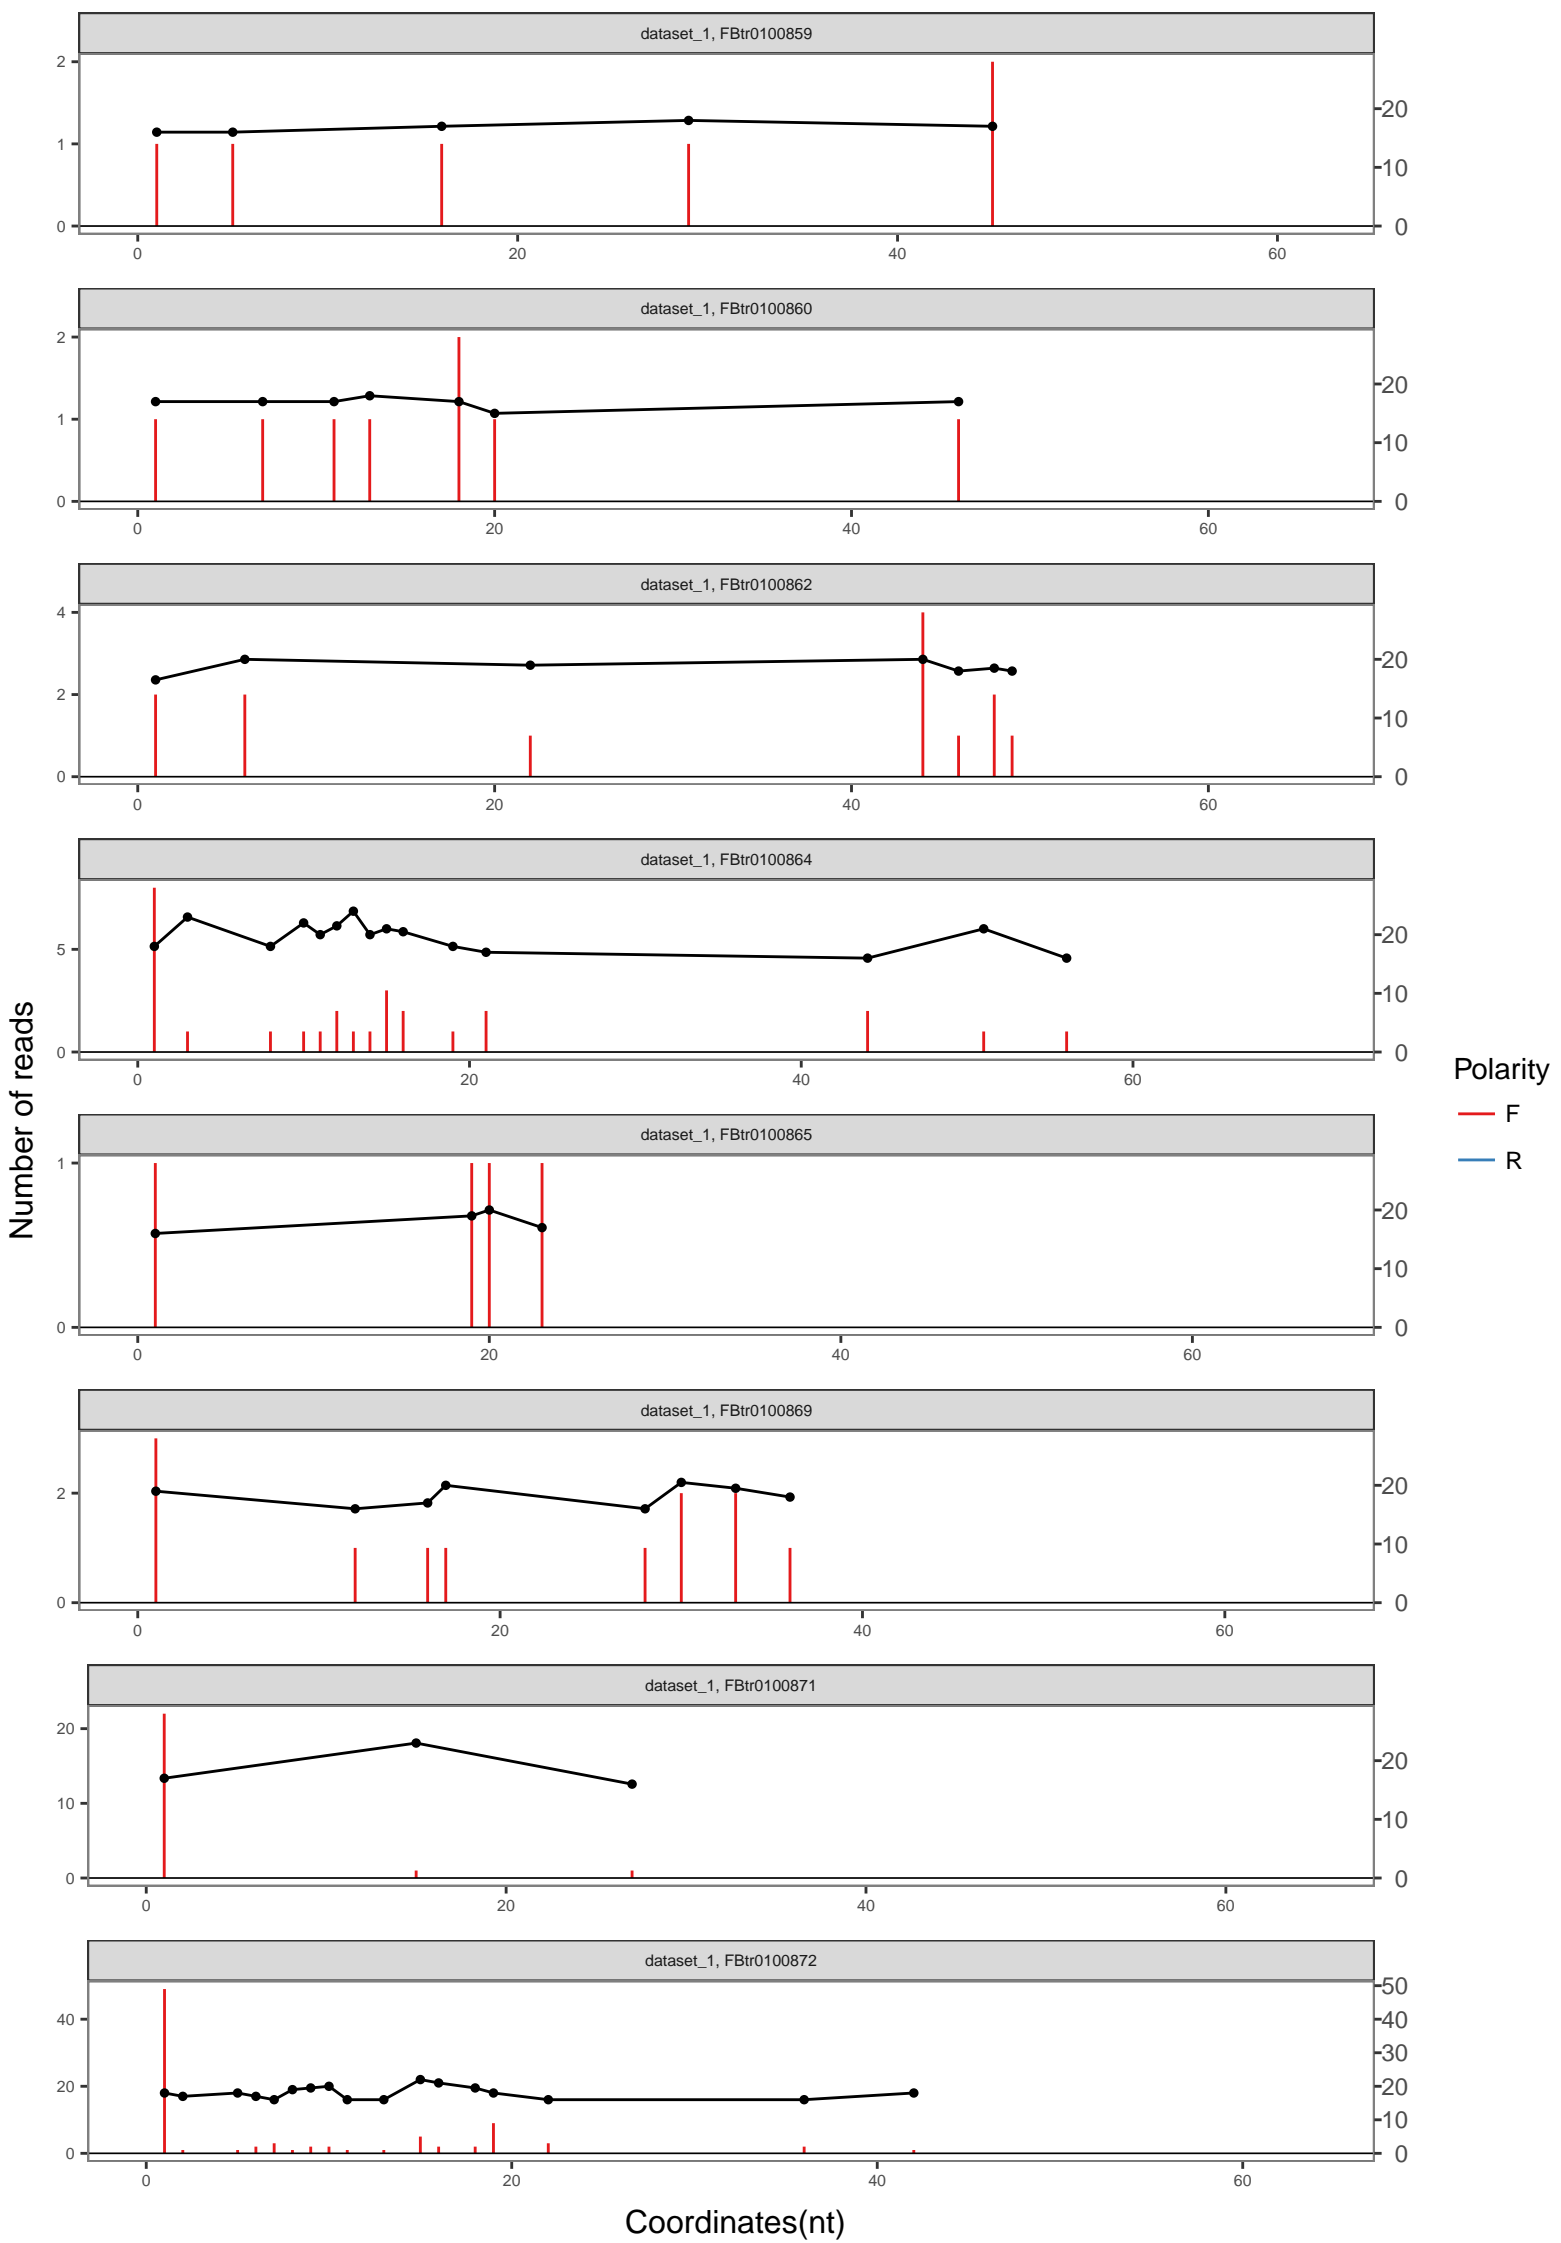 dataset_1, FBtr0100859
2
1
0
20
10
0
0 20 40 60
dataset_1, FBtr0100860
2
1
0
20
10
0
0 20 40 60
dataset_1, FBtr0100862
4
2
0
20
10
0
0 20 40 60
dataset_1, FBtr0100864
5
0
20
10
0
0 20 40 60
dataset_1, FBtr0100865
1
0
20
10
0
0 20 40 60
dataset_1, FBtr0100869
2
0
20
10
0
0 20 40 60
dataset_1, FBtr0100871
20
10
0
20
10
0
0 20 40 60
dataset_1, FBtr0100872
40
20
0
50
40
30
20
10
0
0 20 40 60
Number of reads
Coordinates(nt)
Polarity
F
R